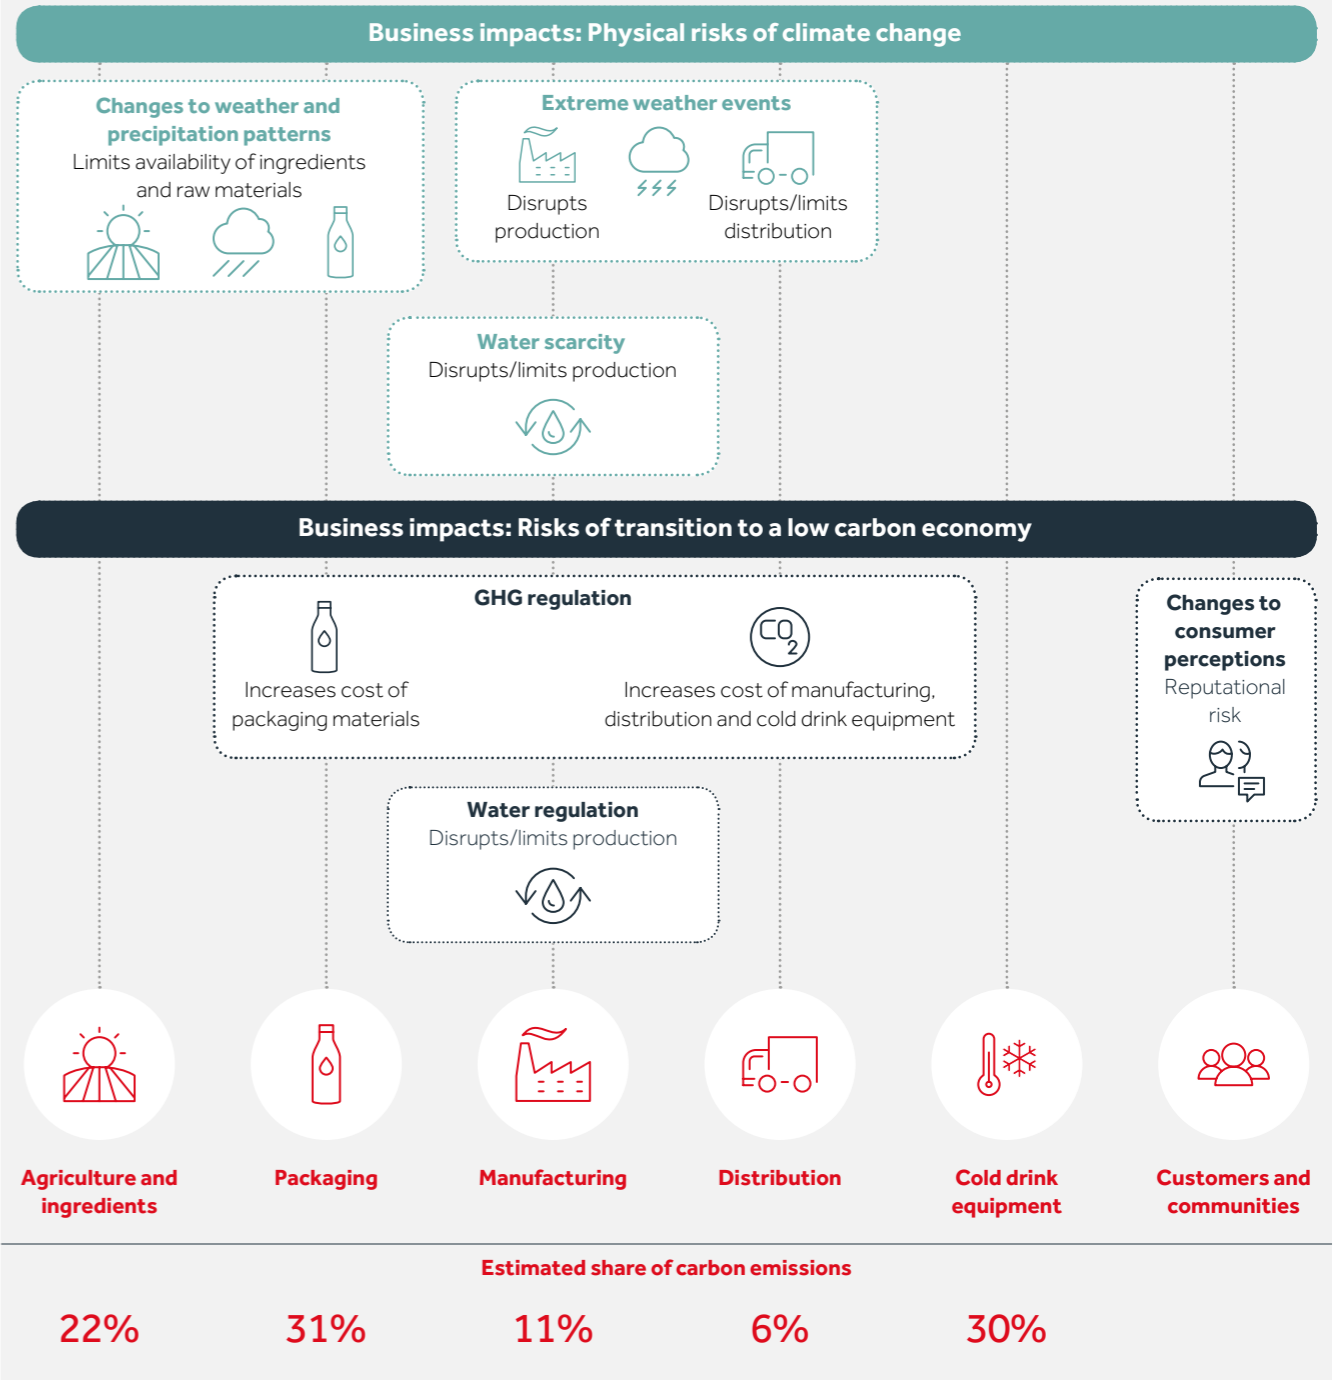 Business impacts: Physical risks of climate change
Changes to weather and
precipitation patterns
Limits availability of ingredients
and raw materials
Extreme weather events
Disrupts
production
Disrupts/limits
distribution
Water scarcity
Disrupts/limits production
Business impacts: Risks of transition to a low carbon economy
GHG regulation
Increases cost of
packaging materials
CO2
Increases cost of manufacturing,
distribution and cold drink equipment
Changes to
consumer
perceptions
Reputational
risk
Water regulation
Disrupts/limits production
Agriculture and
ingredients
Packaging
Manufacturing
Distribution
Cold drink
equipment
Customers and
communities
Estimated share of carbon emissions
22%
31%
11%
6%
30%